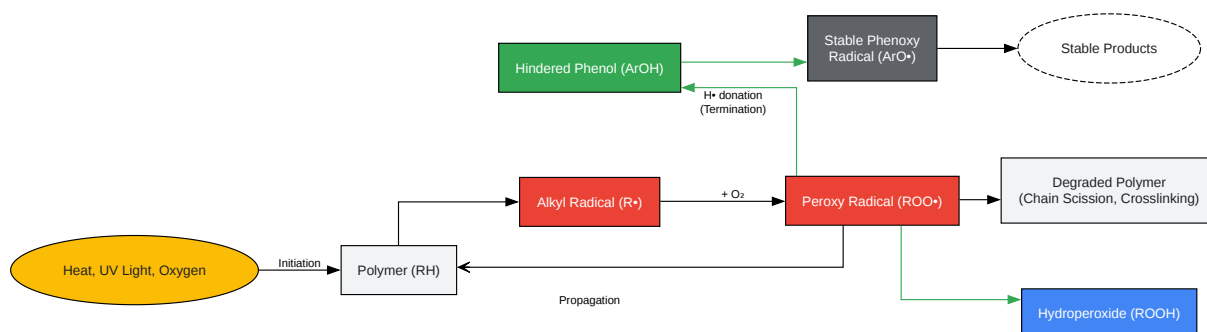 Hindered Phenol (ArOH)
Stable Phenoxy
Radical (ArO•)
Stable Products
H• donation
(Termination)
Alkyl Radical (R•)
+ O₂
Peroxy Radical (ROO•)
Degraded Polymer
(Chain Scission, Crosslinking)
Heat, UV Light, Oxygen
Initiation
Polymer (RH)
Propagation
Hydroperoxide (ROOH)